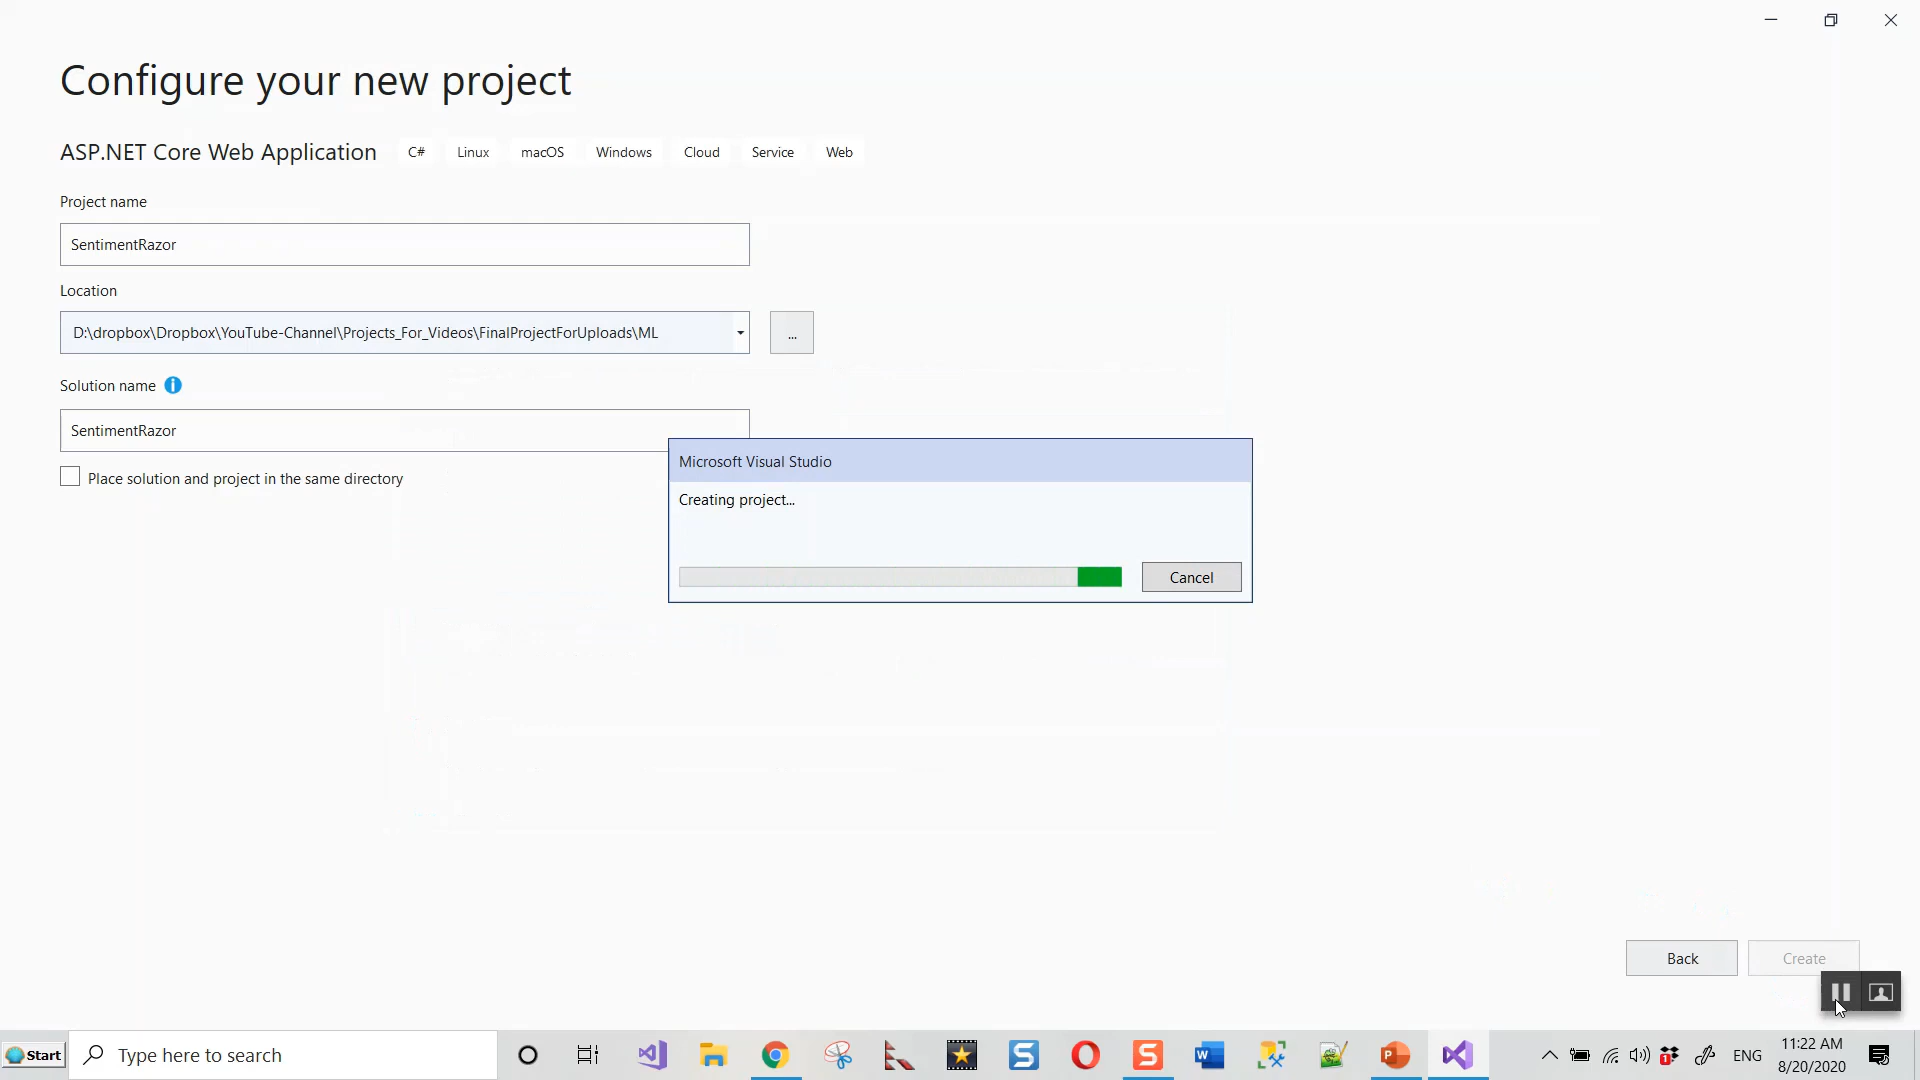 Configure your new project
ASP.NET Core Web Application C# Linux macOS Windows Cloud Service Web
Project name
SentimentRazor
Location
D:\dropbox\Dropbox\YouTube-Channel\Projects_For_Videos\FinalProjectForUploads\ML
...
Solution name
SentimentRazor
Place solution and project in the same directory
Microsoft Visual Studio
Creating project...
Cancel
Back Create
Start Type here to search ENG 11:22 AM
8/20/2020